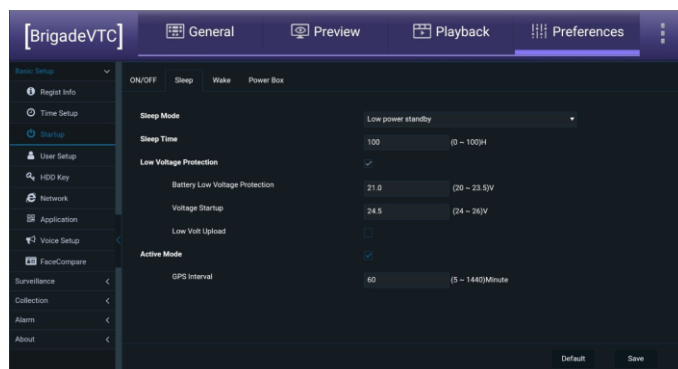 [BrigadeVTC] General Preview Playback Preferences
Basic Setup
Regist Info
Time Setup
Startup
User Setup
HDD Key
Network
Application
Voice Setup
FaceCompare
Surveillance
Collection
Alarm
About
ON/OFF Sleep Wake Power Box
Sleep Mode Low power standby
Sleep Time 100 (0 ~ 100)H
Low Voltage Protection
Battery Low Voltage Protection 21.0 (20 ~ 23.5)V
Voltage Startup 24.5 (24 ~ 26)V
Low Volt Upload
Active Mode
GPS Interval 60 (5 ~ 1440)Minute
Default Save